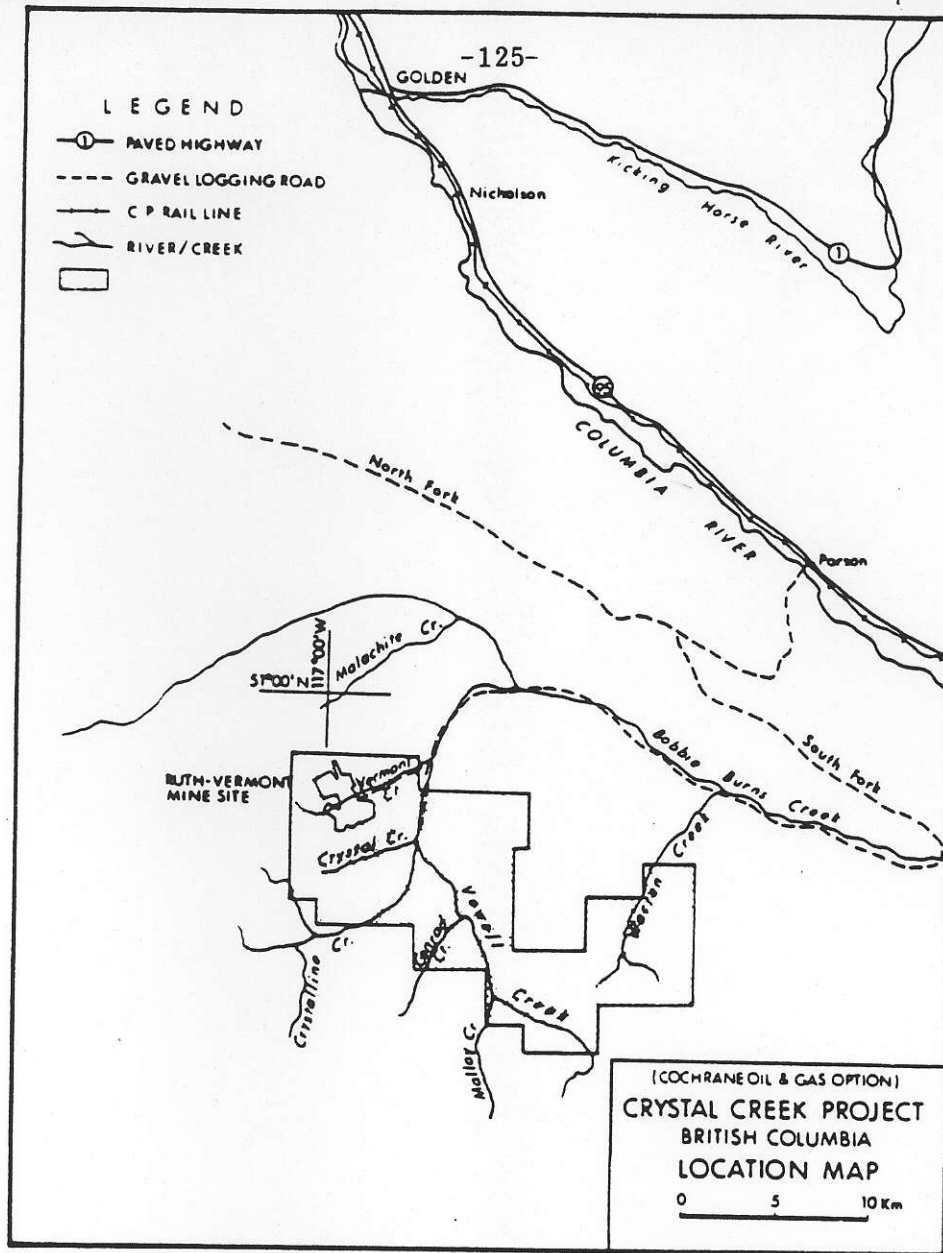 -125-
GOLDEN
LEGEND
1 PAVED HIGHWAY
GRAVEL LOGGING ROAD
C P RAIL LINE
RIVER/CREEK
Nicholson
Kicking Horse River
1
COLUMBIA RIVER
North Fork
Parson
117°00'W
51°00'N
Malachite Cr.
South Fork
Bobbie Burns Creek
RUTH-VERMONT
MINE SITE
Vermont
Cr.
Crystal Cr.
Vowell
Creek
Creek
Cr.
Crystalline
Cr.
Malloy Cr.
(COCHRANE OIL & GAS OPTION)
CRYSTAL CREEK PROJECT
BRITISH COLUMBIA
LOCATION MAP
0 5 10 Km